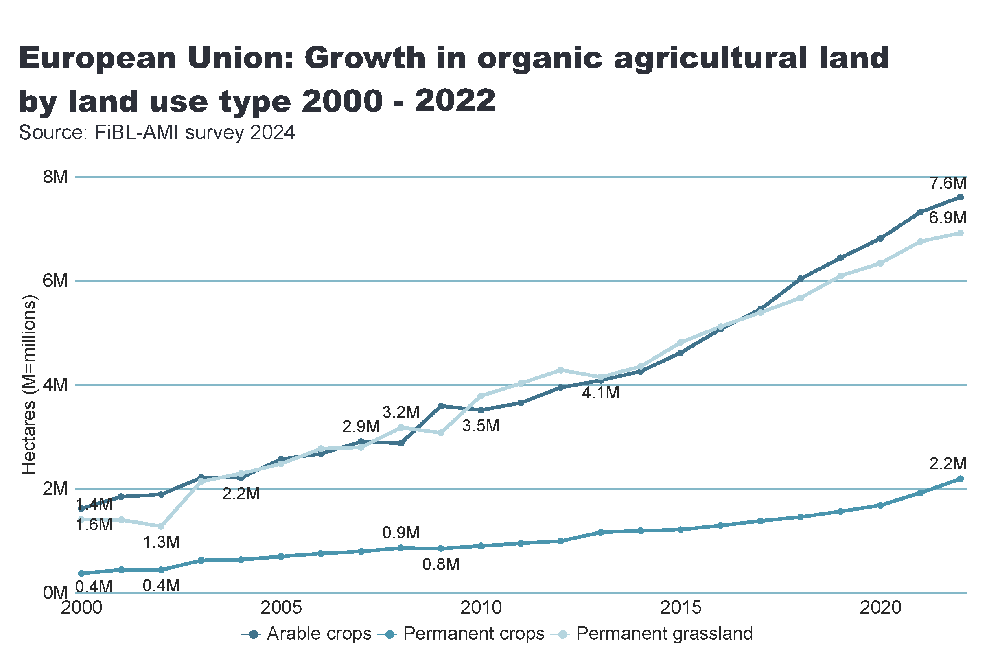 European Union: Growth in organic agricultural land
by land use type 2000 - 2022
Source: FiBL-AMI survey 2024
Hectares (M=millions)
8M
6M
4M
2M
0M
7.6M
6.9M
4.1M
3.2M
2.9M
3.5M
2.2M
2.2M
1.4M
1.6M
1.3M
0.9M
0.8M
0.4M
0.4M
2000 2005 2010 2015 2020
Arable crops Permanent crops Permanent grassland